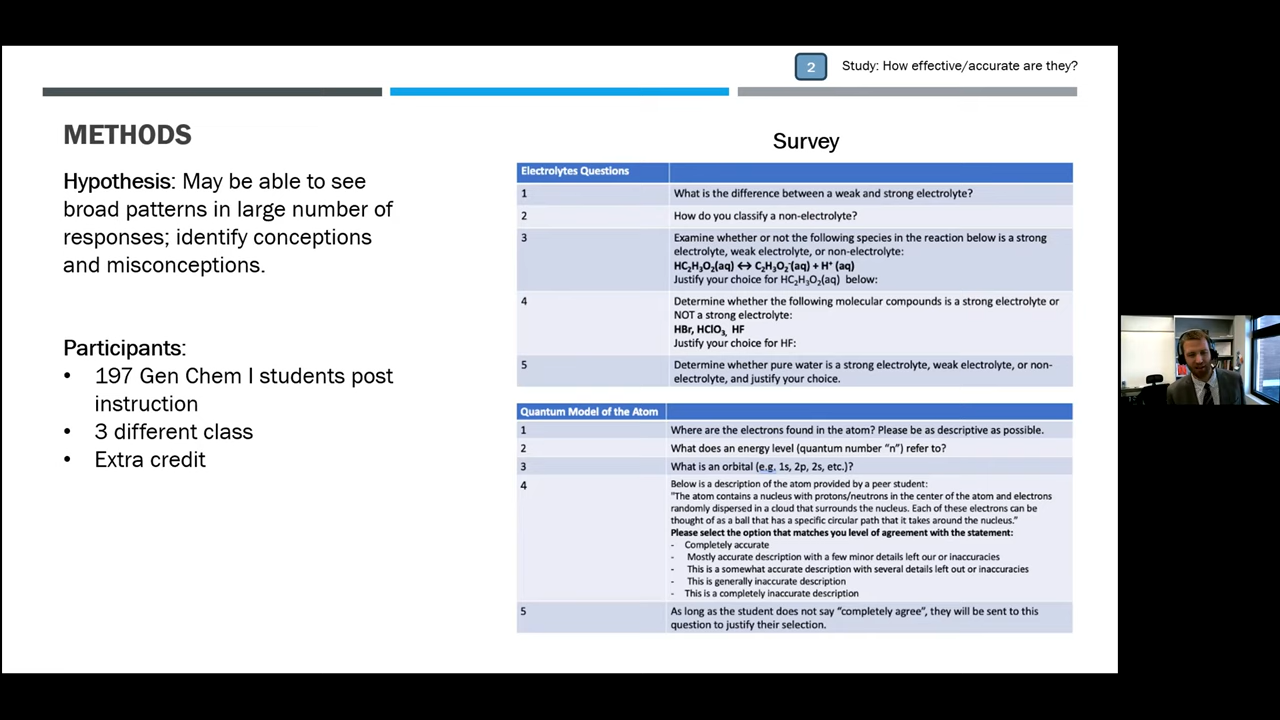 2
Study: How effective/accurate are they?
METHODS
Hypothesis: May be able to see
broad patterns in large number of
responses; identify conceptions
and misconceptions.
Participants:
• 197 Gen Chem I students post
instruction
• 3 different class
• Extra credit
Survey
Electrolytes Questions
1 What is the difference between a weak and strong electrolyte?
2 How do you classify a non-electrolyte?
3 Examine whether or not the following species in the reaction below is a strong
electrolyte, weak electrolyte, or non-electrolyte:
HC₂H₃O₂(aq) ↔ C₂H₃O₂⁻(aq) + H⁺ (aq)
Justify your choice for HC₂H₃O₂(aq) below:
4 Determine whether the following molecular compounds is a strong electrolyte or
NOT a strong electrolyte:
HBr, HClO₃, HF
Justify your choice for HF:
5 Determine whether pure water is a strong electrolyte, weak electrolyte, or non-
electrolyte, and justify your choice.
Quantum Model of the Atom
1 Where are the electrons found in the atom? Please be as descriptive as possible.
2 What does an energy level (quantum number “n”) refer to?
3 What is an orbital (e.g. 1s, 2p, 2s, etc.)?
4 Below is a description of the atom provided by a peer student:
"The atom contains a nucleus with protons/neutrons in the center of the atom and electrons
randomly dispersed in a cloud that surrounds the nucleus. Each of these electrons can be
thought of as a ball that has a specific circular path that it takes around the nucleus.”
Please select the option that matches you level of agreement with the statement:
- Completely accurate
- Mostly accurate description with a few minor details left our or inaccuracies
- This is a somewhat accurate description with several details left out or inaccuracies
- This is generally inaccurate description
- This is a completely inaccurate description
5 As long as the student does not say “completely agree”, they will be sent to this
question to justify their selection.